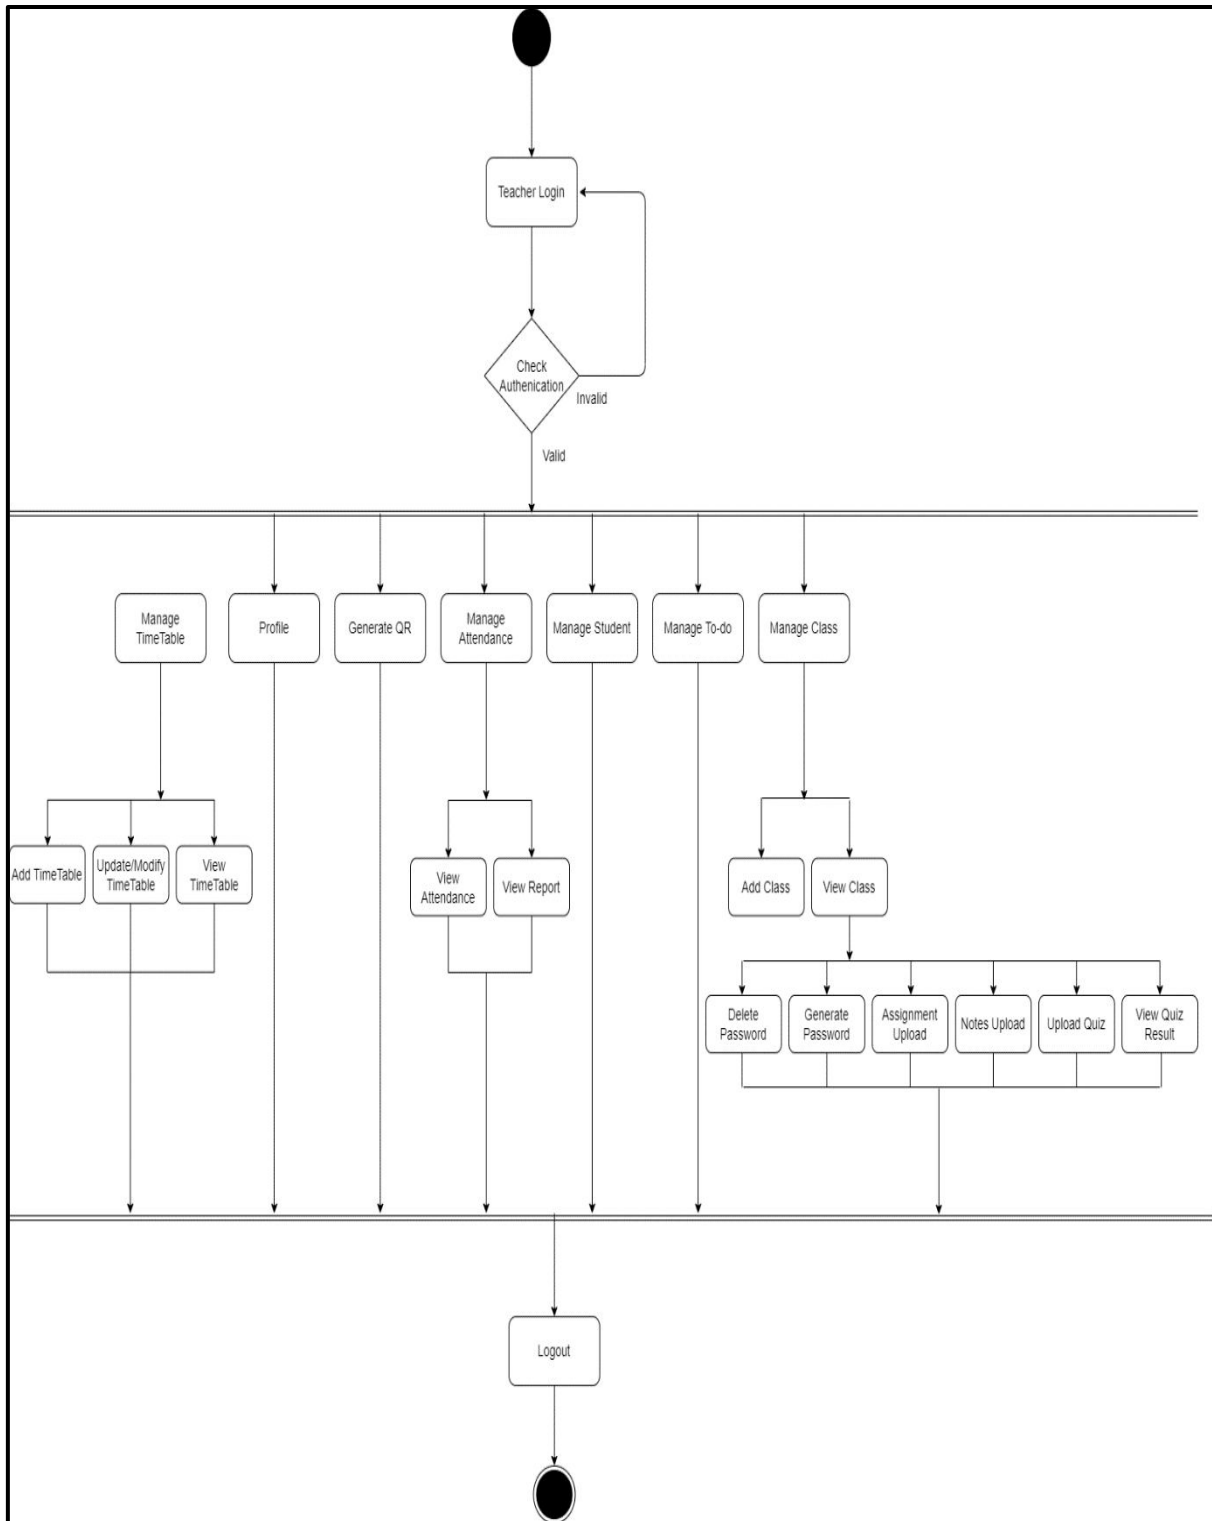 Teacher Login
Check
Authenication
Invalid
Valid
Manage
TimeTable
Profile
Generate QR
Manage
Attendance
Manage Student
Manage To-do
Manage Class
Add TimeTable
Update/Modify
TimeTable
View
TimeTable
View
Attendance
View Report
Add Class
View Class
Delete
Password
Generate
Password
Assignment
Upload
Notes Upload
Upload Quiz
View Quiz
Result
Logout